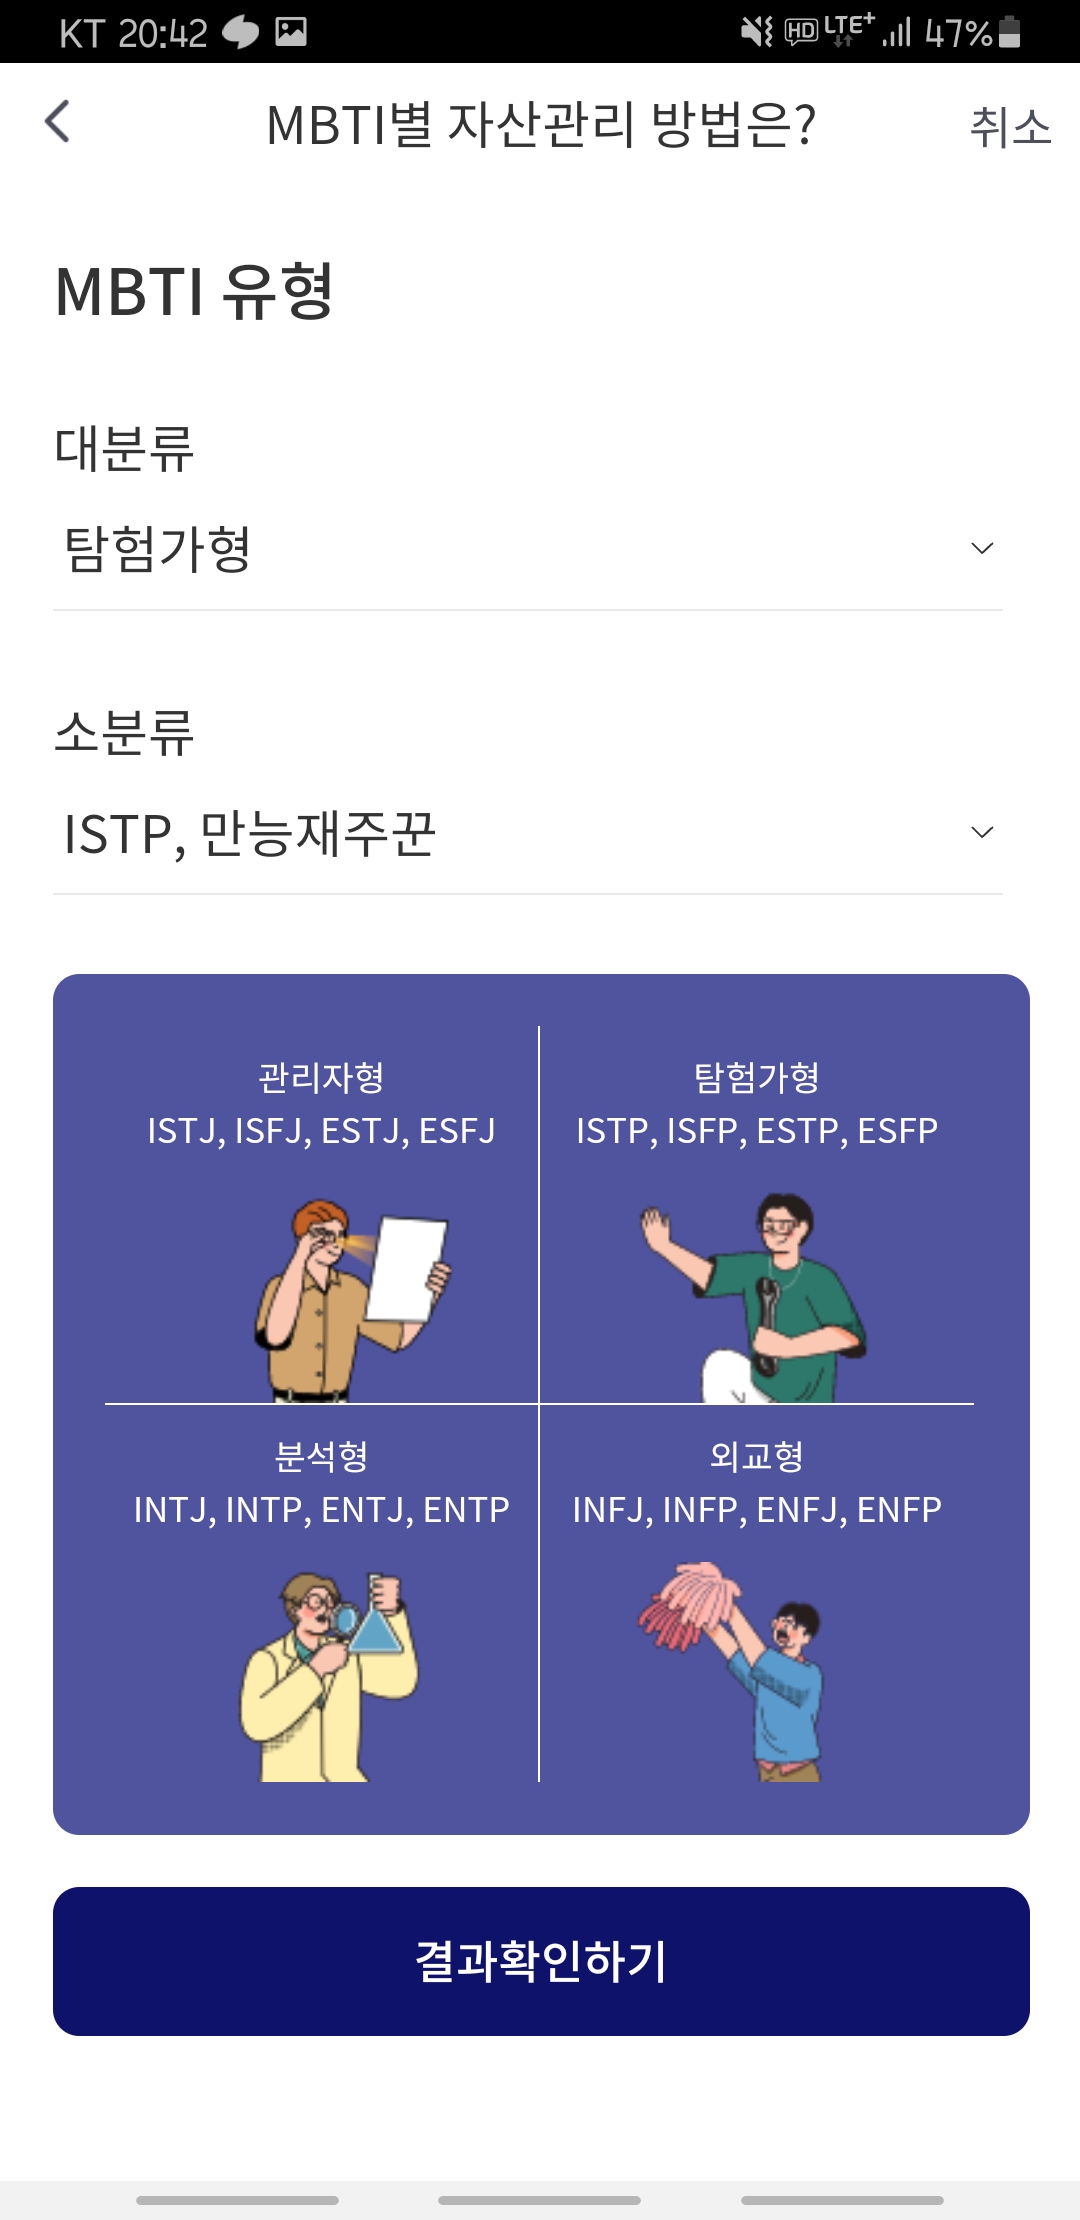 KT 20:42
HD LTE+ 47%
MBTI별 자산관리 방법은?
취소
MBTI 유형
대분류
탐험가형
소분류
ISTP, 만능재주꾼
관리자형
ISTJ, ISFJ, ESTJ, ESFJ
탐험가형
ISTP, ISFP, ESTP, ESFP
분석형
INTJ, INTP, ENTJ, ENTP
외교형
INFJ, INFP, ENFJ, ENFP
결과확인하기